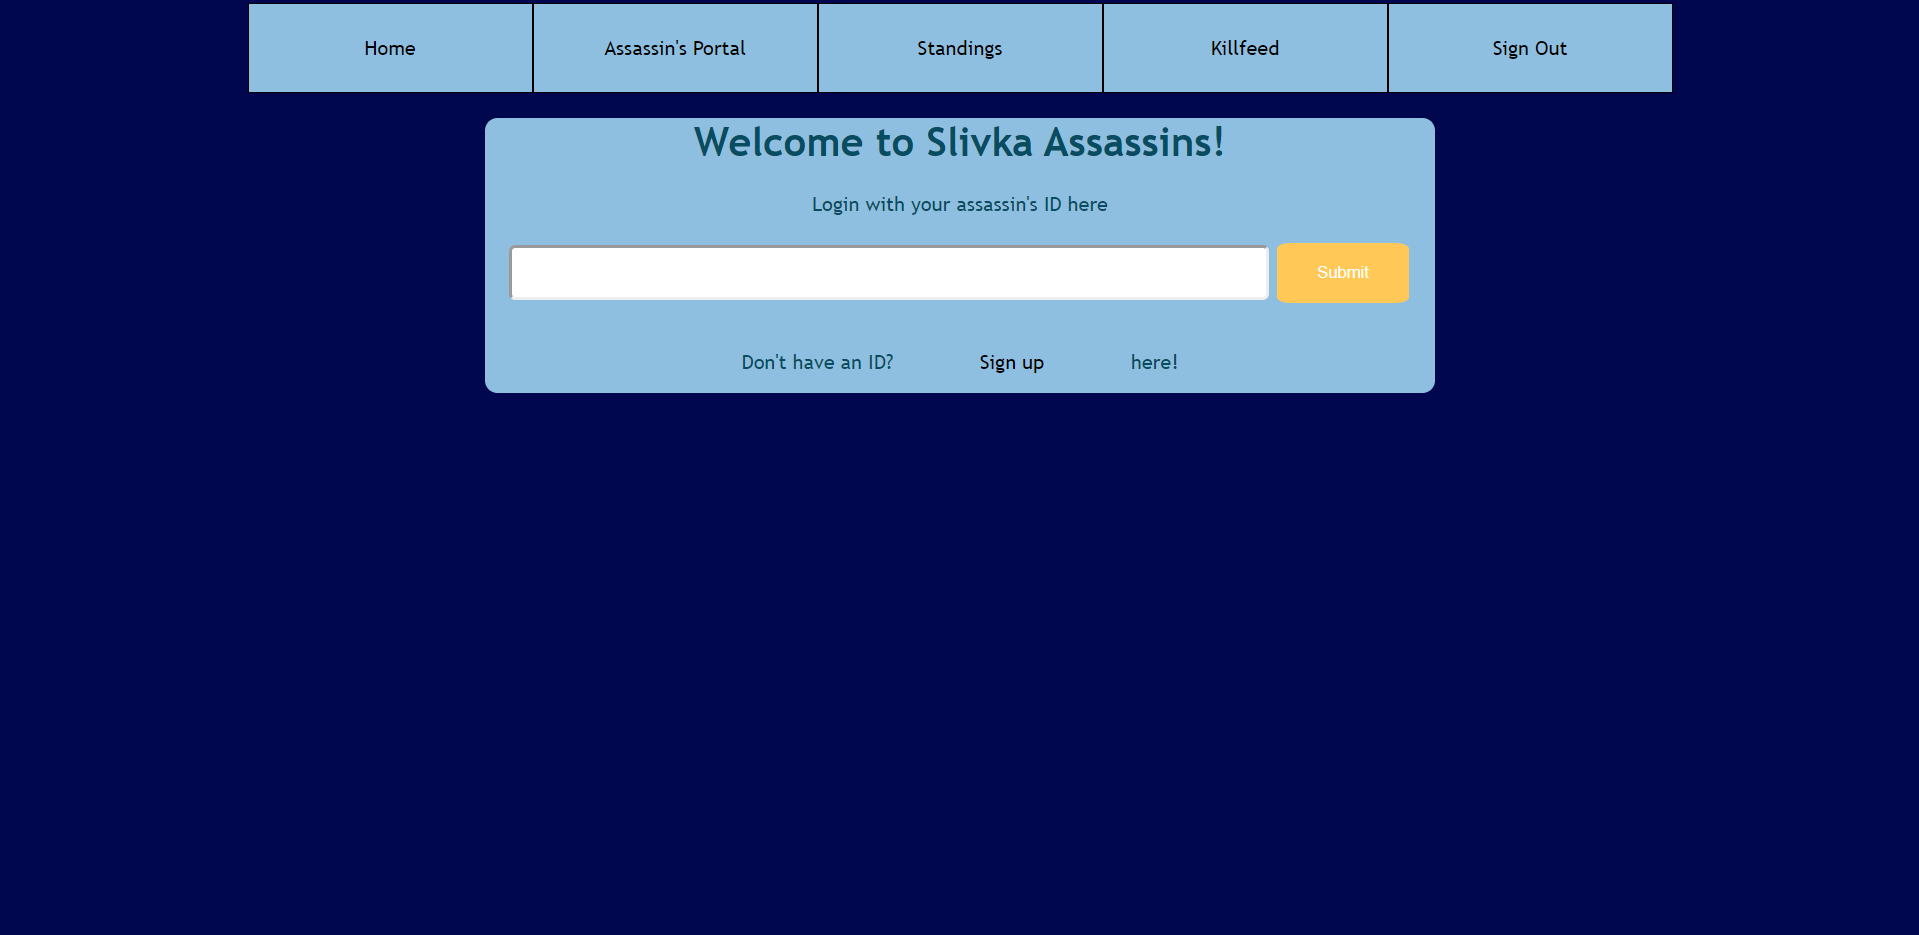 Home Assassin's Portal Standings Killfeed Sign Out
Welcome to Slivka Assassins!
Login with your assassin's ID here
Submit
Don't have an ID? Sign up here!